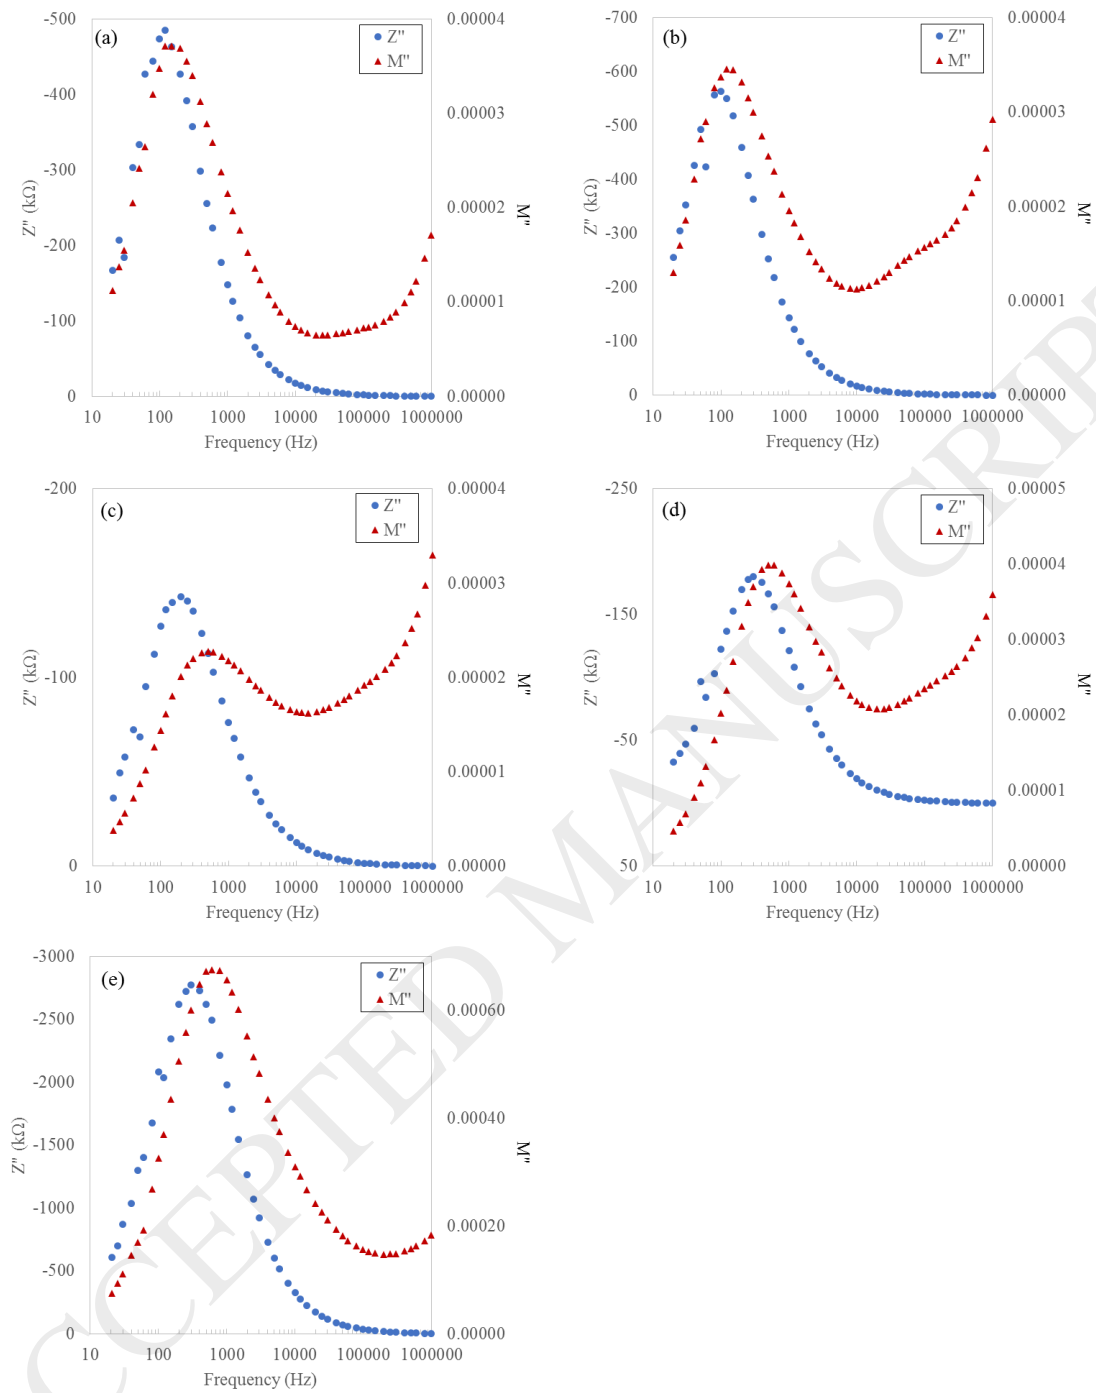 (a)
Z"
M"
-500
-400
-300
-200
-100
0
Z" (kΩ)
0.00004
0.00003
0.00002
0.00001
0.00000
M"
10 100 1000 10000 100000 1000000
Frequency (Hz)
(b)
Z"
M"
-700
-600
-500
-400
-300
-200
-100
0
Z" (kΩ)
0.00004
0.00003
0.00002
0.00001
0.00000
M"
10 100 1000 10000 100000 1000000
Frequency (Hz)
(c)
Z"
M"
-200
-100
0
Z" (kΩ)
0.00004
0.00003
0.00002
0.00001
0.00000
M"
10 100 1000 10000 100000 1000000
Frequency (Hz)
(d)
Z"
M"
-250
-150
-50
50
Z" (kΩ)
0.00005
0.00004
0.00003
0.00002
0.00001
0.00000
M"
10 100 1000 10000 100000 1000000
Frequency (Hz)
(e)
Z"
M"
-3000
-2500
-2000
-1500
-1000
-500
0
Z" (kΩ)
0.00060
0.00040
0.00020
0.00000
M"
10 100 1000 10000 100000 1000000
Frequency (Hz)
CCEPTED MANUSCRIPT